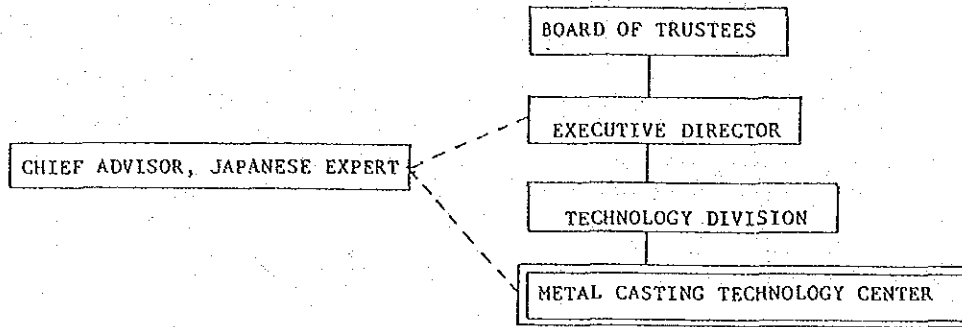 BOARD OF TRUSTEES
EXECUTIVE DIRECTOR
CHIEF ADVISOR, JAPANESE EXPERT
TECHNOLOGY DIVISION
METAL CASTING TECHNOLOGY CENTER